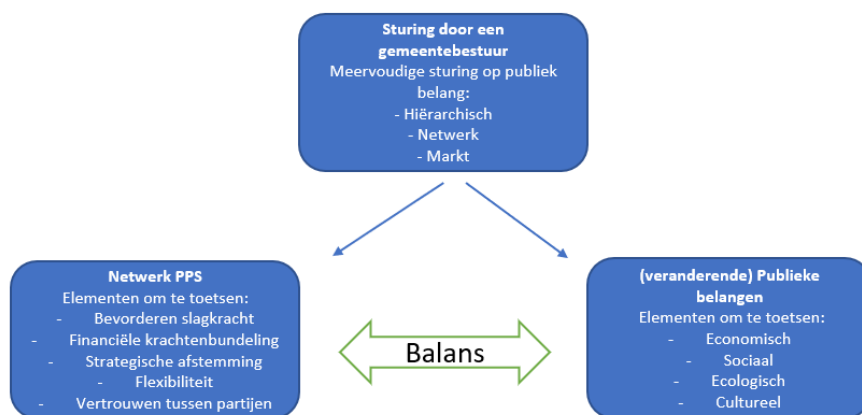 Sturing door een
gemeentebestuur
Meervoudige sturing op publiek
belang:
- Hiërarchisch
- Netwerk
- Markt
Netwerk PPS
Elementen om te toetsen:
- Bevorderen slagkracht
- Financiële krachtenbundeling
- Strategische afstemming
- Flexibiliteit
- Vertrouwen tussen partijen
Balans
(veranderende) Publieke
belangen
Elementen om te toetsen:
- Economisch
- Sociaal
- Ecologisch
- Cultureel